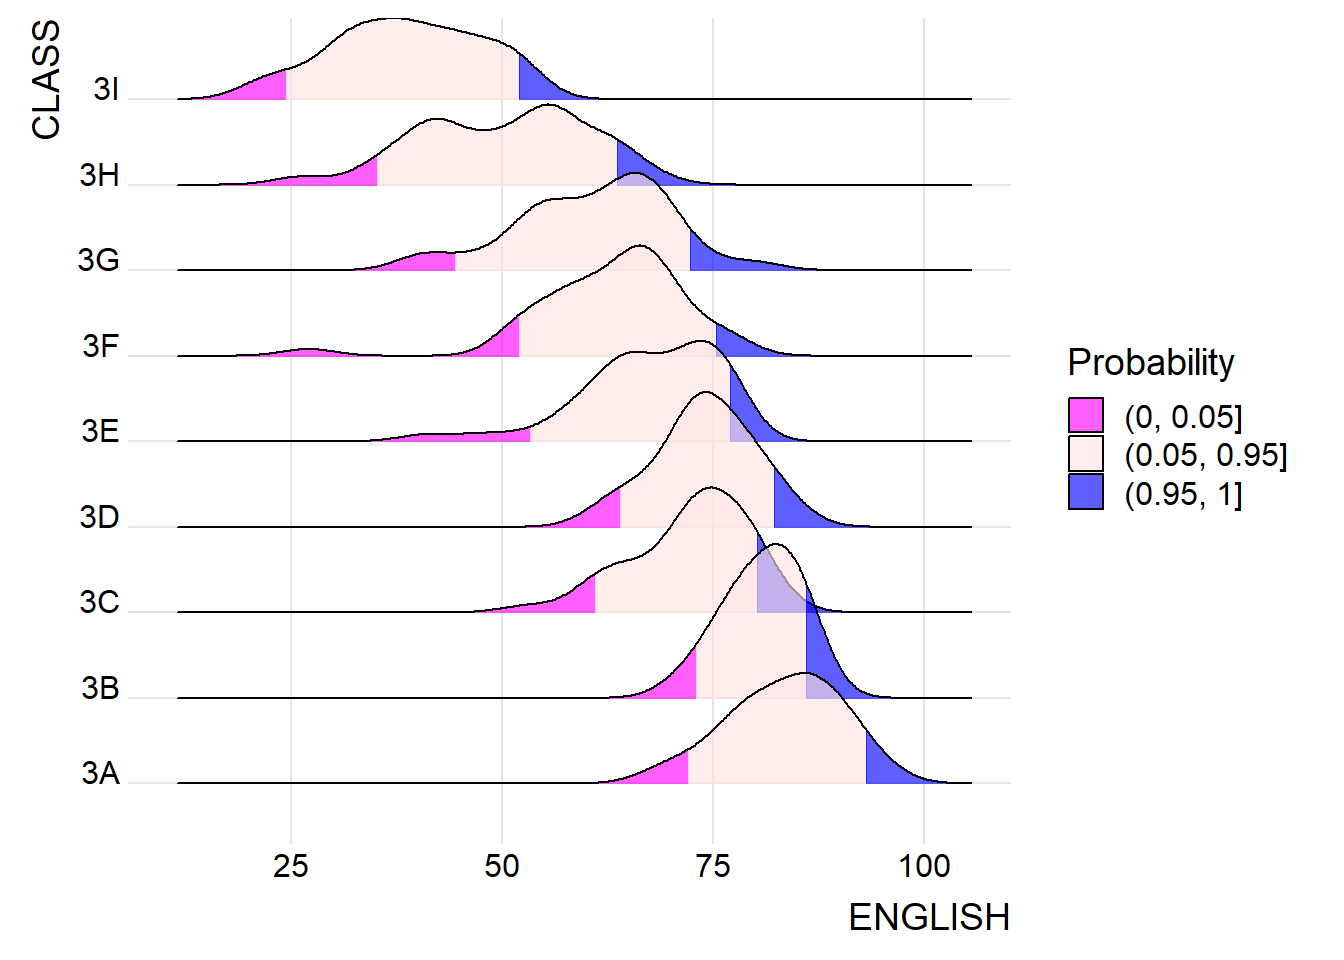 CLASS
3I
3H
3G
3F
3E
3D
3C
3B
3A
25 50 75 100
ENGLISH
Probability
(0, 0.05]
(0.05, 0.95]
(0.95, 1]